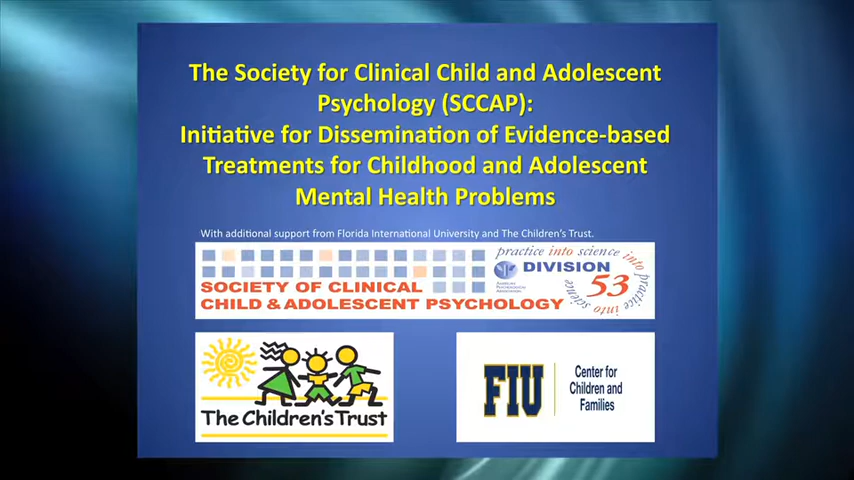 The Society for Clinical Child and Adolescent
Psychology (SCCAP):
Initiative for Dissemination of Evidence-based
Treatments for Childhood and Adolescent
Mental Health Problems
With additional support from Florida International University and The Children's Trust.
practice into science
into practice into science
DIVISION
53
AMERICAN
PSYCHOLOGICAL
ASSOCIATION
SOCIETY OF CLINICAL
CHILD & ADOLESCENT PSYCHOLOGY
The Children's Trust
FIU
Center for
Children and
Families